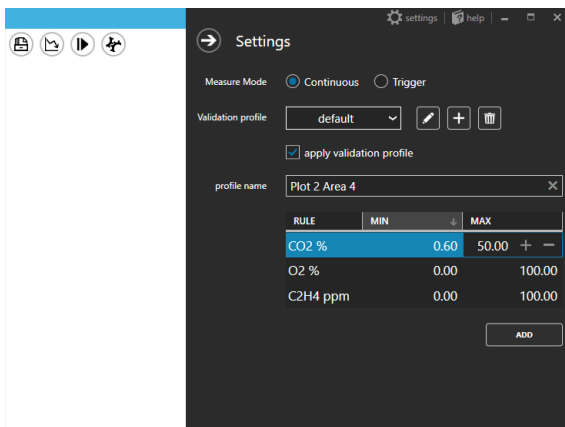 settings | help
Settings
Measure Mode Continuous Trigger
Validation profile default
apply validation profile
profile name Plot 2 Area 4
RULE MIN MAX
CO2 % 0.60 50.00
O2 % 0.00 100.00
C2H4 ppm 0.00 100.00
ADD